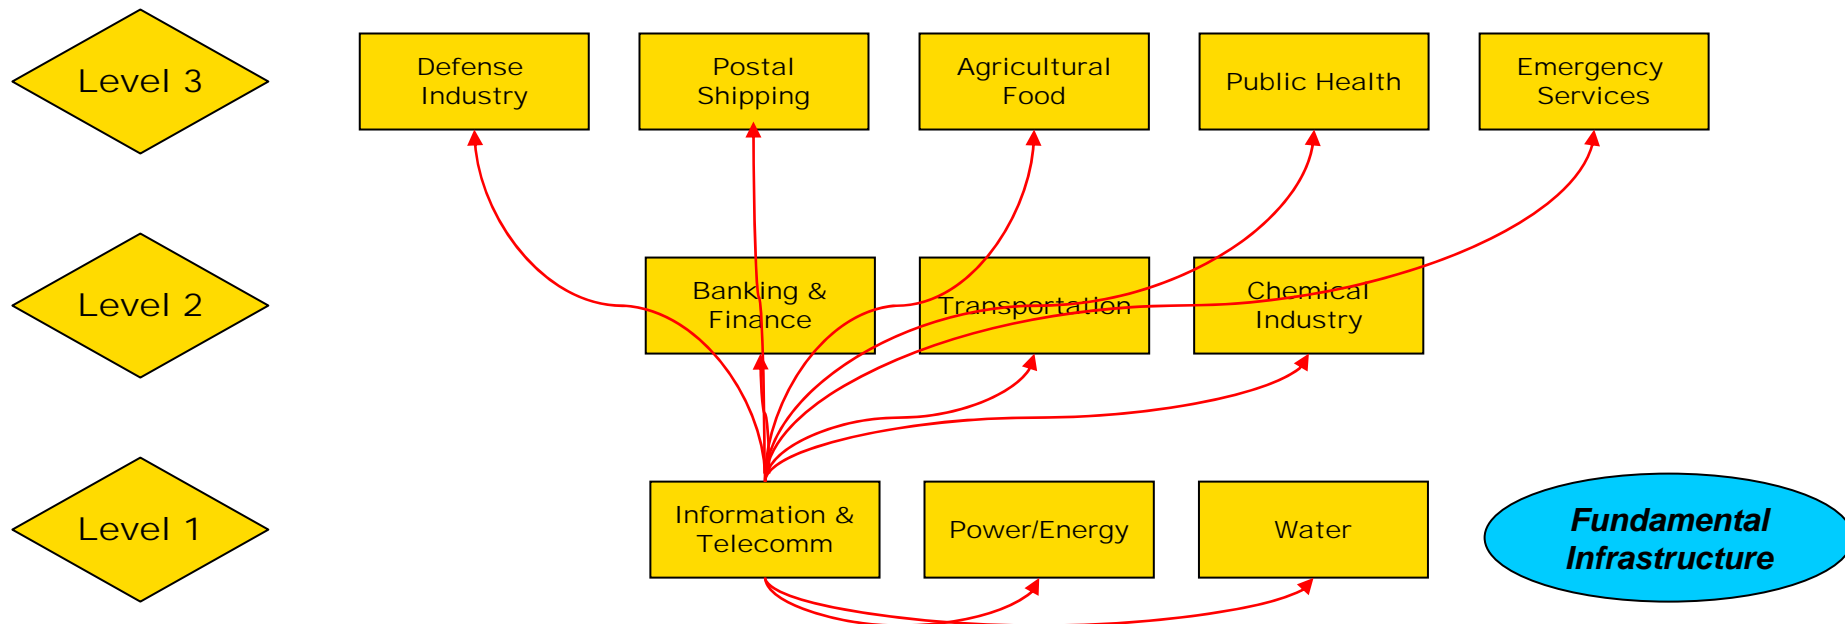 Level 3
Defense
Industry
Postal
Shipping
Agricultural
Food
Public Health
Emergency
Services
Level 2
Banking &
Finance
Transportation
Chemical
Industry
Level 1
Information &
Telecomm
Power/Energy
Water
Fundamental
Infrastructure